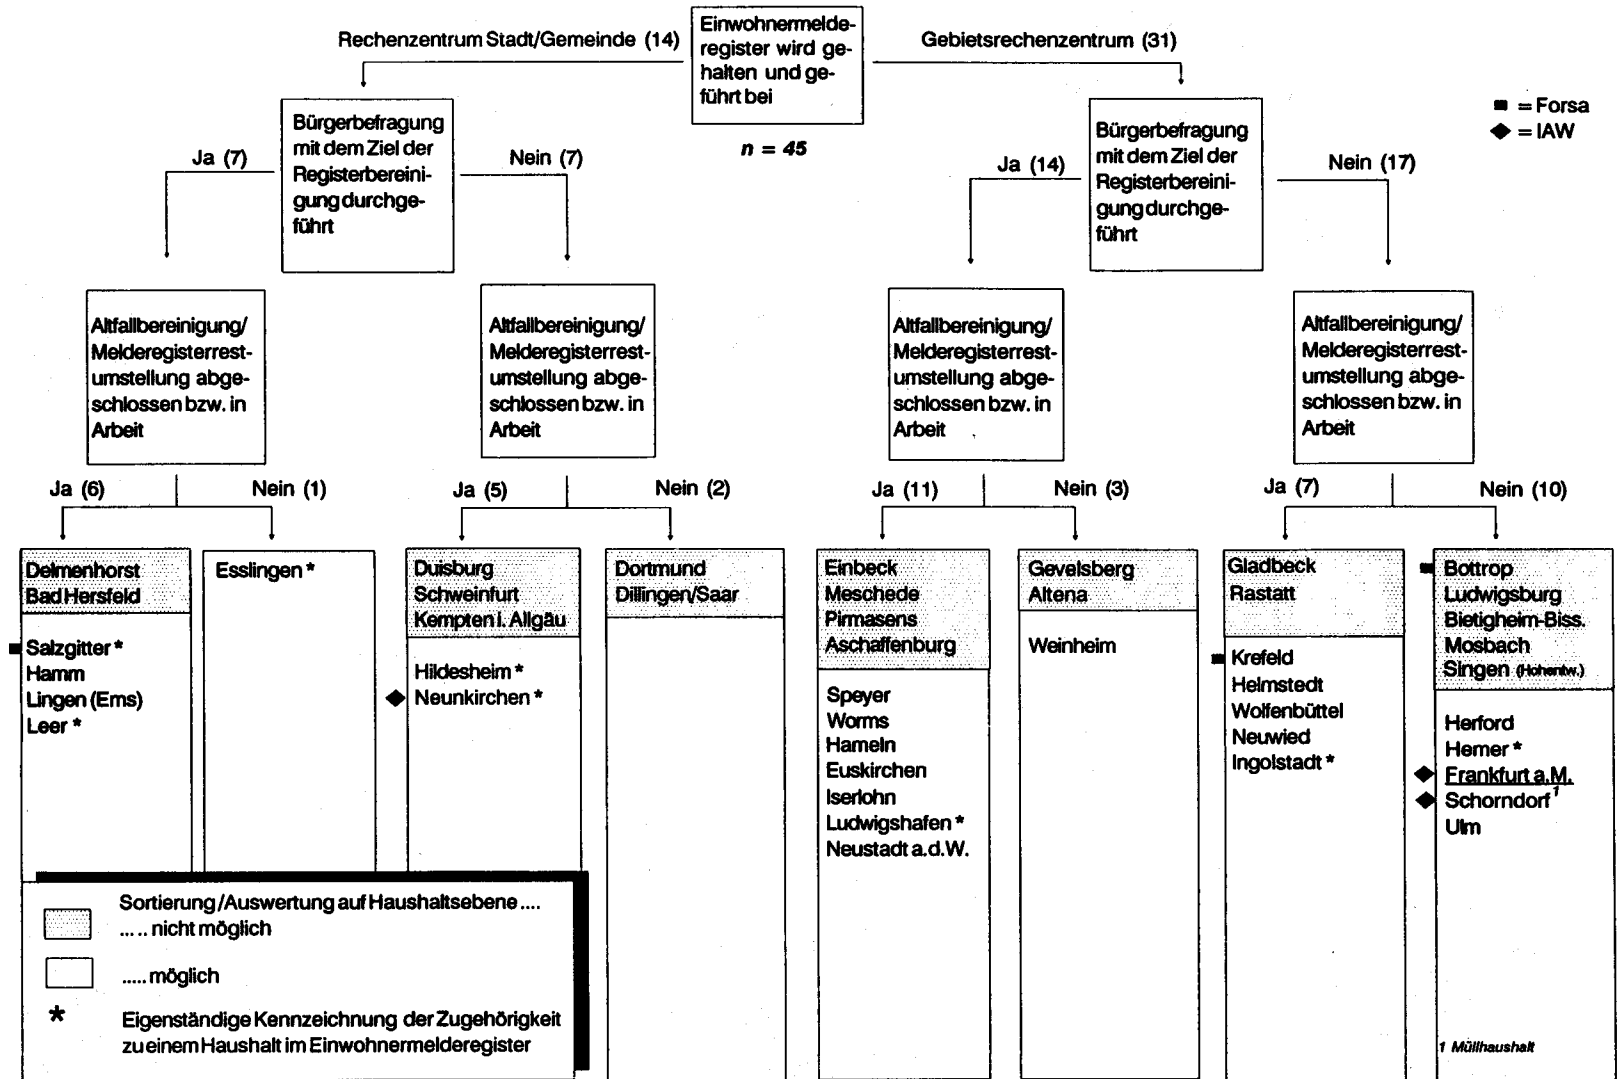 Einwohnermelde-
register wird ge-
halten und ge-
führt bei
n = 45
Rechenzentrum Stadt/Gemeinde (14)
Gebietsrechenzentrum (31)
■ = Forsa
◆ = IAW
Bürgerbefragung
mit dem Ziel der
Registerbereini-
gung durchge-
führt
Ja (7)
Nein (7)
Bürgerbefragung
mit dem Ziel der
Registerbereini-
gung durchge-
führt
Ja (14)
Nein (17)
Altfallbereinigung/
Melderegisterrest-
umstellung abge-
schlossen bzw. in
Arbeit
Altfallbereinigung/
Melderegisterrest-
umstellung abge-
schlossen bzw. in
Arbeit
Altfallbereinigung/
Melderegisterrest-
umstellung abge-
schlossen bzw. in
Arbeit
Altfallbereinigung/
Melderegisterrest-
umstellung abge-
schlossen bzw. in
Arbeit
Ja (6)
Nein (1)
Ja (5)
Nein (2)
Ja (11)
Nein (3)
Ja (7)
Nein (10)
Delmenhorst
Bad Hersfeld
■ Salzgitter *
Hamm
Lingen (Ems)
Leer *
Esslingen *
Duisburg
Schweinfurt
Kempten i. Allgäu
Hildesheim *
◆ Neunkirchen *
Dortmund
Dillingen/Saar
Einbeck
Meschede
Pirmasens
Aschaffenburg
Speyer
Worms
Hameln
Euskirchen
Iserlohn
Ludwigshafen *
Neustadt a.d.W.
Gevelsberg
Altena
Weinheim
Gladbeck
Rastatt
■ Krefeld
Helmstedt
Wolfenbüttel
Neuwied
Ingolstadt *
■ Bottrop
Ludwigsburg
Bietigheim-Biss.
Mosbach
Singen (Hohentw.)
Herford
Hemer *
◆ Frankfurt a.M.
◆ Schorndorf 1
Ulm
1 Müllhaushalt
Sortierung/Auswertung auf Haushaltsebene ....
..... nicht möglich
..... möglich
* Eigenständige Kennzeichnung der Zugehörigkeit
zu einem Haushalt im Einwohnermelderegister